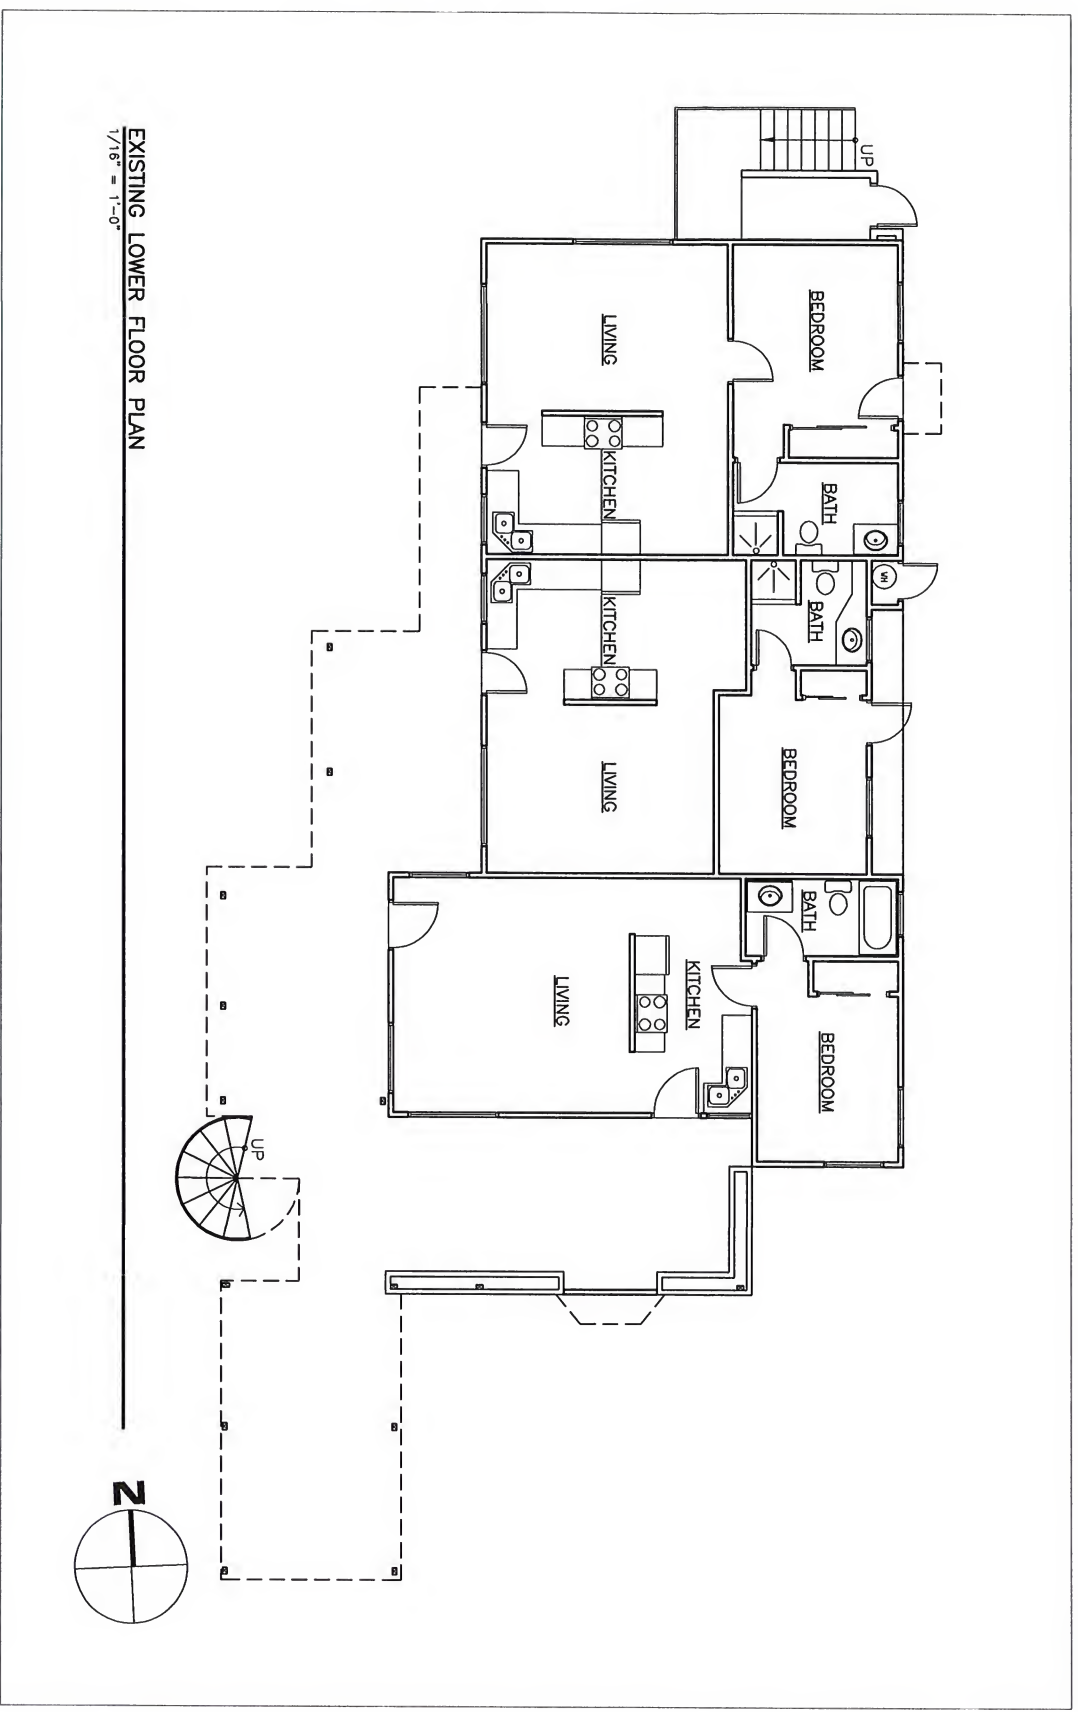 UP
BEDROOM
LIVING
KITCHEN
BATH
WH
BATH
KITCHEN
BEDROOM
LIVING
BATH
KITCHEN
LIVING
BEDROOM
UP
EXISTING LOWER FLOOR PLAN
1/16" = 1'-0"
N